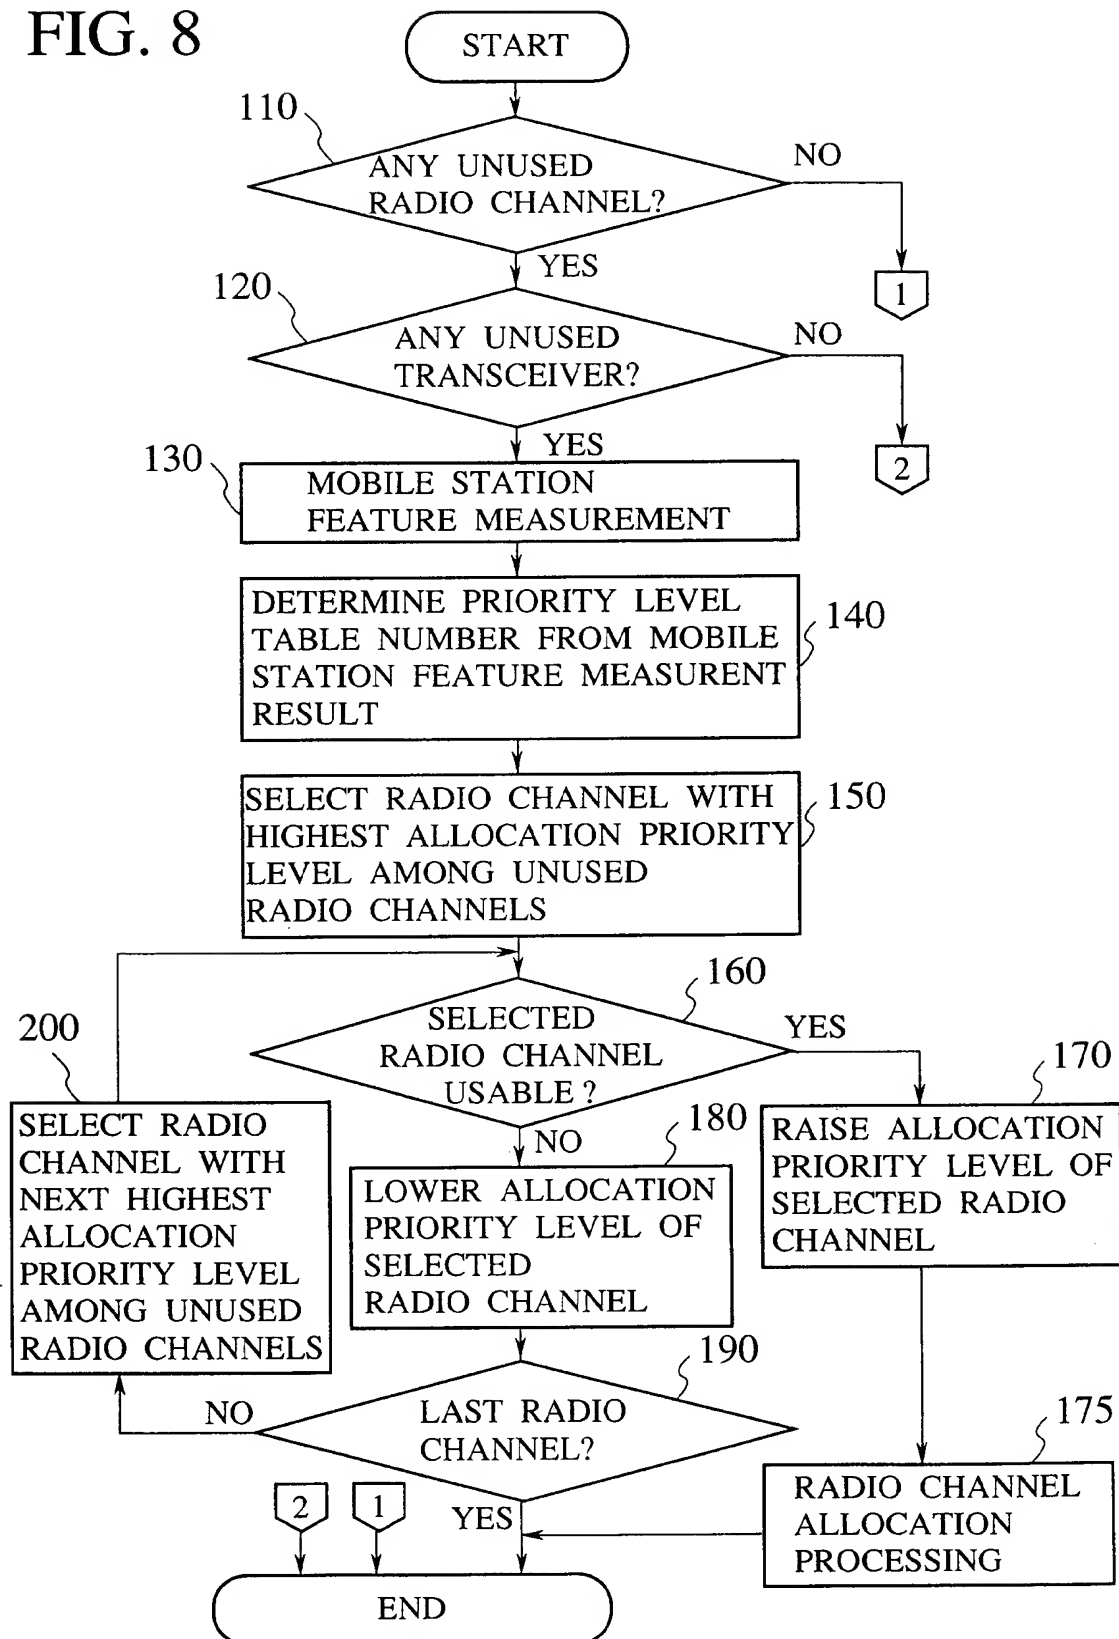 FIG. 8
START
110
ANY UNUSED
RADIO CHANNEL?
NO
1
YES
120
ANY UNUSED
TRANSCEIVER?
NO
2
YES
130
MOBILE STATION
FEATURE MEASUREMENT
DETERMINE PRIORITY LEVEL
TABLE NUMBER FROM MOBILE
STATION FEATURE MEASURENT
RESULT
140
SELECT RADIO CHANNEL WITH
HIGHEST ALLOCATION PRIORITY
LEVEL AMONG UNUSED
RADIO CHANNELS
150
160
SELECTED
RADIO CHANNEL
USABLE ?
YES
NO
170
RAISE ALLOCATION
PRIORITY LEVEL OF
SELECTED RADIO
CHANNEL
180
LOWER ALLOCATION
PRIORITY LEVEL OF
SELECTED
RADIO CHANNEL
200
SELECT RADIO
CHANNEL WITH
NEXT HIGHEST
ALLOCATION
PRIORITY LEVEL
AMONG UNUSED
RADIO CHANNELS
190
LAST RADIO
CHANNEL?
NO
YES
175
RADIO CHANNEL
ALLOCATION
PROCESSING
2
1
END